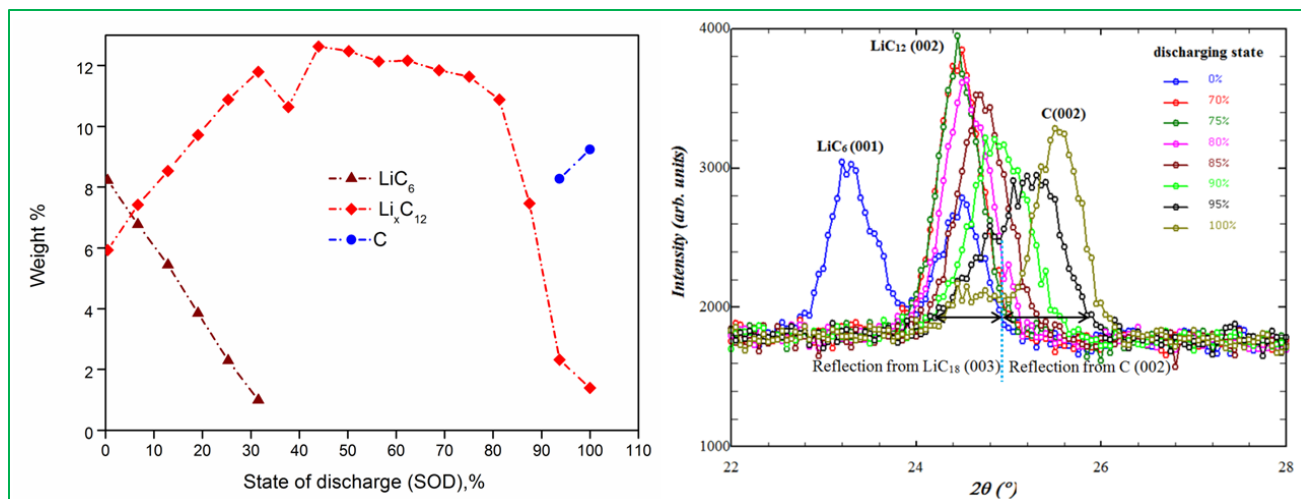 Weight %
12
10
8
6
4
2
0
LiC₆
LiₓC₁₂
C
0 10 20 30 40 50 60 70 80 90 100 110
State of discharge (SOD),%
Intensity (arb. units)
4000
3000
2000
1000
LiC₁₂ (002)
LiC₆ (001)
C(002)
discharging state
0%
70%
75%
80%
85%
90%
95%
100%
Reflection from LiC₁₈ (003)
Reflection from C (002)
22 24 26 28
2θ (°)